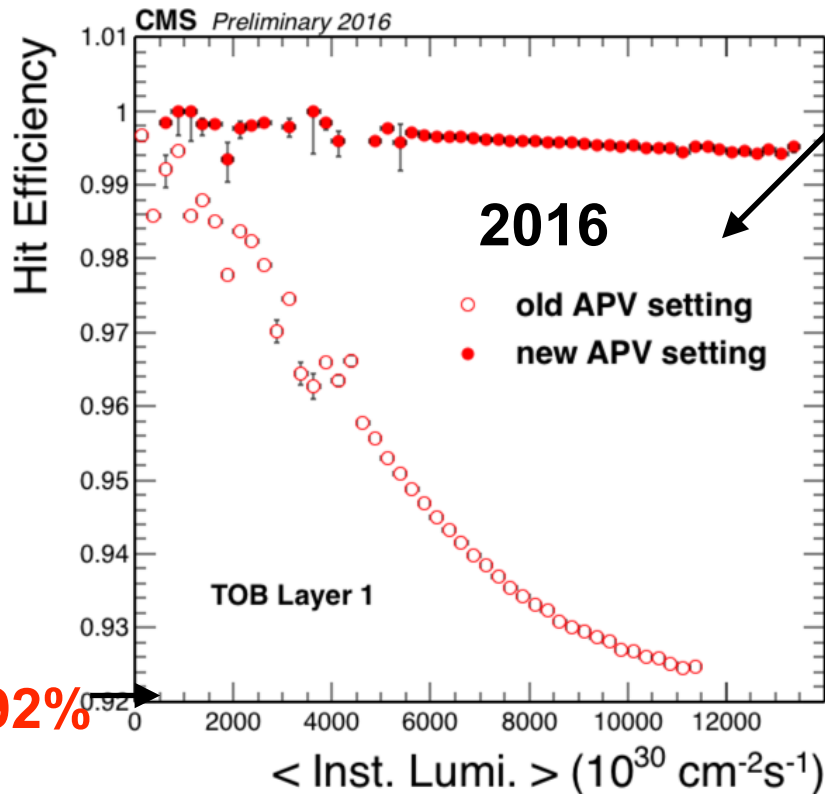 CMS Preliminary 2016
Hit Efficiency
1.01
1
0.99
0.98
0.97
0.96
0.95
0.94
0.93
0.92
2016
old APV setting
new APV setting
TOB Layer 1
92%
0 2000 4000 6000 8000 10000 12000
< Inst. Lumi. > (10³⁰ cm⁻²s⁻¹)